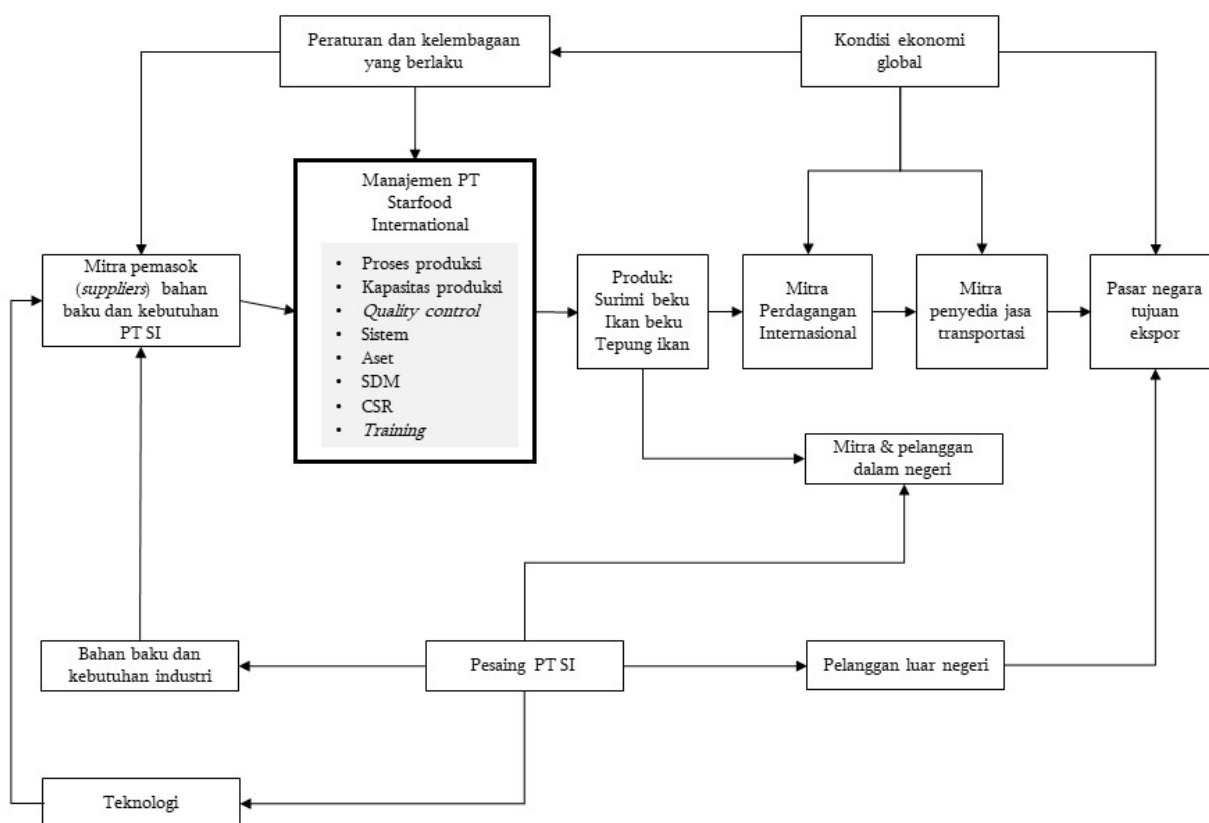 Peraturan dan kelembagaan
yang berlaku
Kondisi ekonomi
global
Manajemen PT
Starfood
International
• Proses produksi
• Kapasitas produksi
• Quality control
• Sistem
• Aset
• SDM
• CSR
• Training
Mitra pemasok
(suppliers) bahan
baku dan kebutuhan
PT SI
Produk:
Surimi beku
Ikan beku
Tepung ikan
Mitra
Perdagangan
Internasional
Mitra
penyedia jasa
transportasi
Pasar negara
tujuan
ekspor
Mitra & pelanggan
dalam negeri
Bahan baku dan
kebutuhan industri
Pesaing PT SI
Pelanggan luar negeri
Teknologi